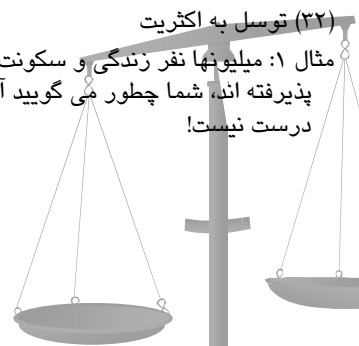 (۳۲) توسل به اکثریت
مثال ۱: میلیونها نفر زندگی و سکونت
پذیرفته اند، شما چطور می گویید
درست نیست!